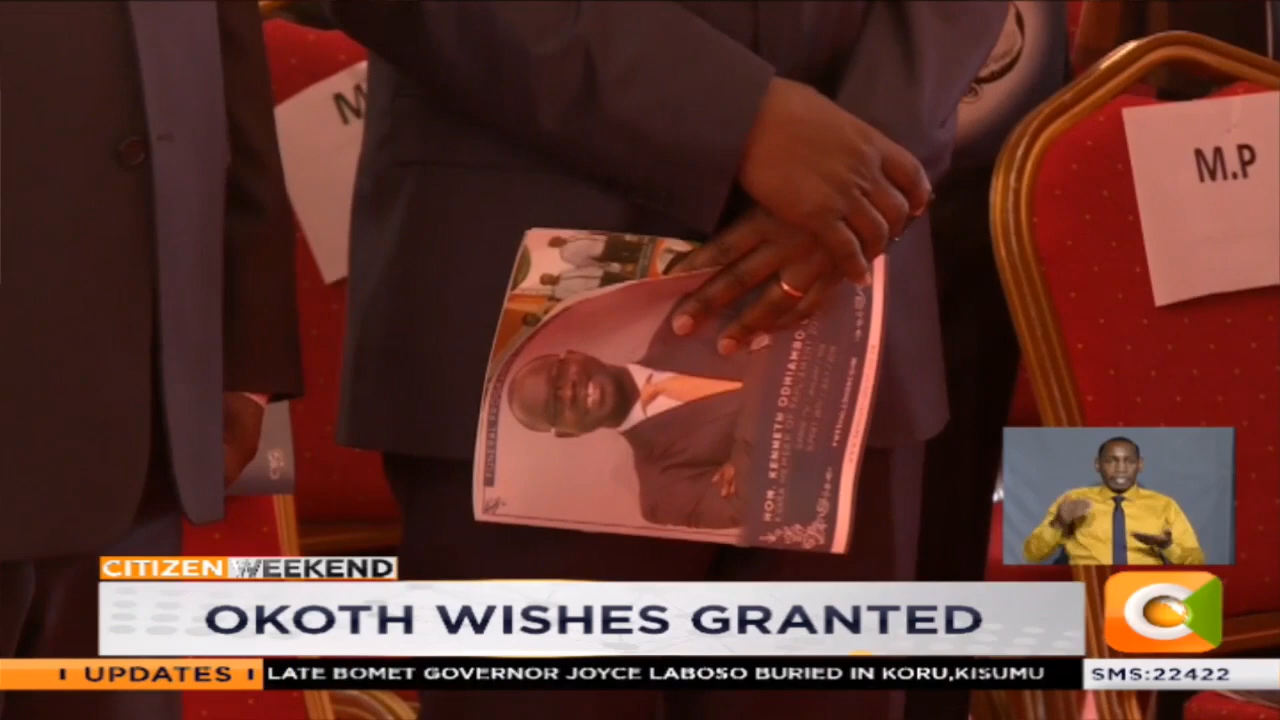 M
M.P
HON. KENNETH ODHIAMBO
CITIZEN WEEKEND
OKOTH WISHES GRANTED
UPDATES
LATE BOMET GOVERNOR JOYCE LABOSO BURIED IN KORU,KISUMU
SMS:22422